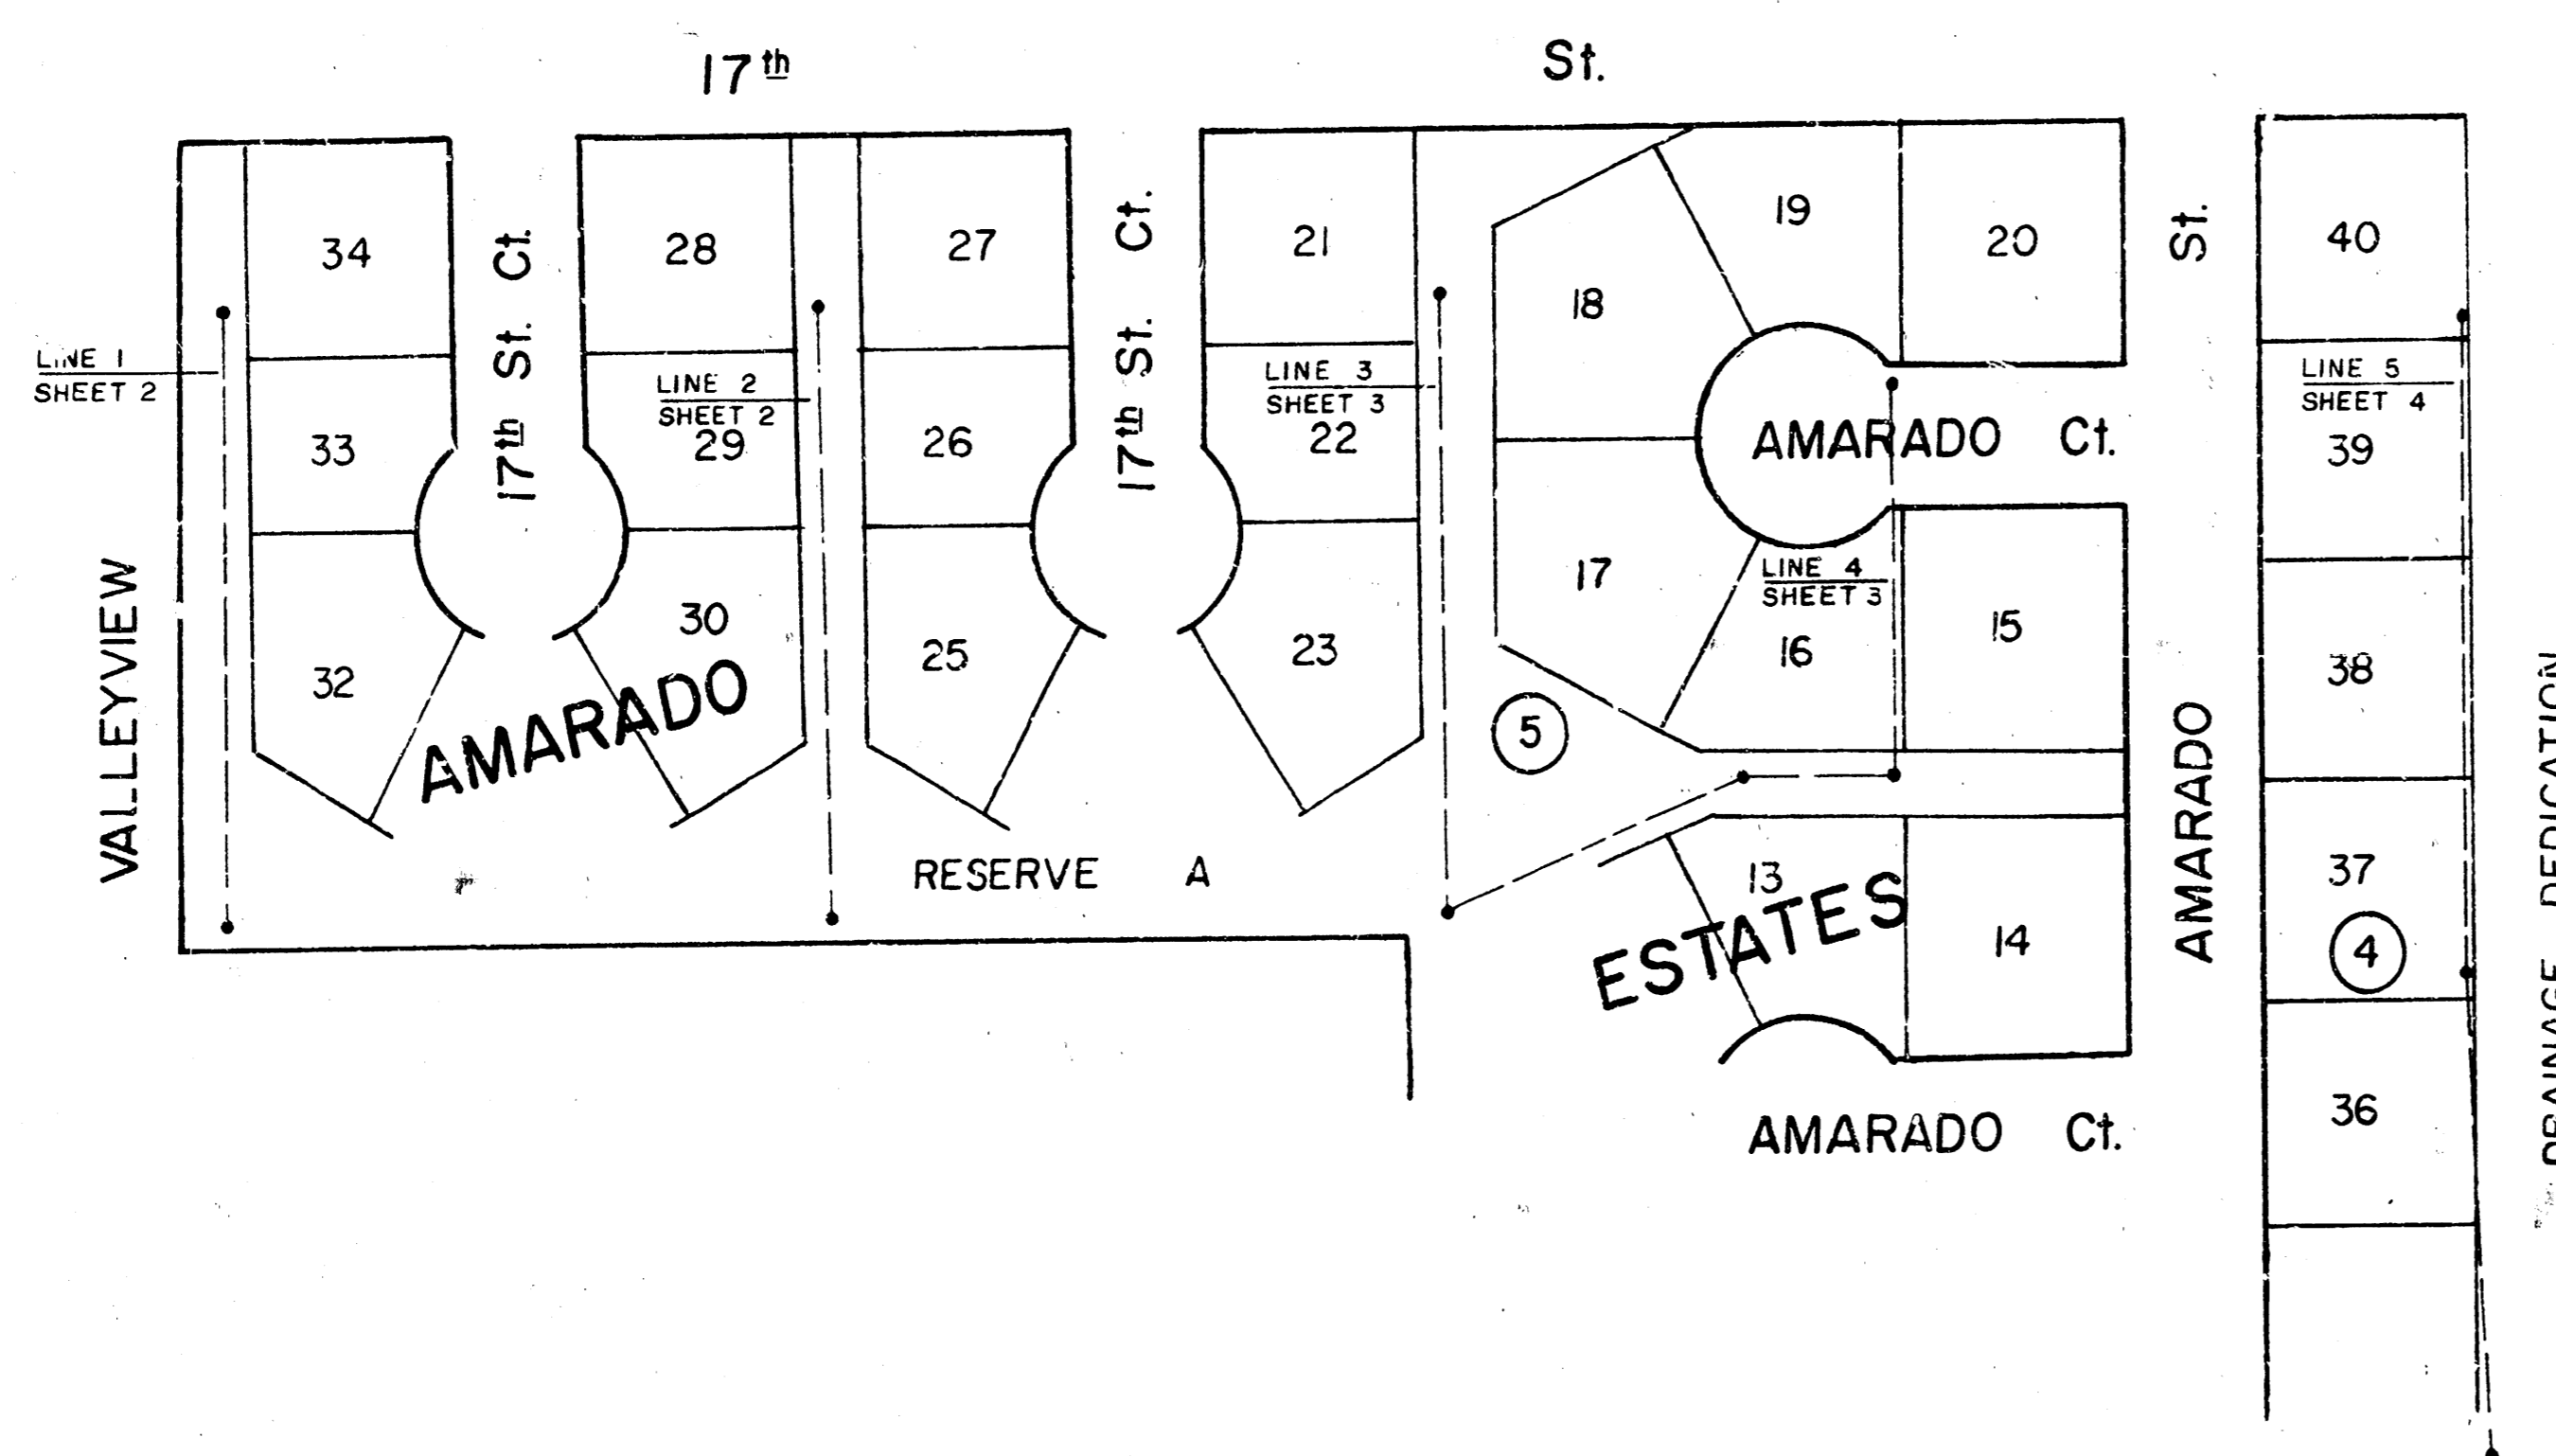 17th St.
34
28
27
21
19
20
40
18
17th St. Ct.
17th St. Ct.
St.
LINE 1
SHEET 2
LINE 2
SHEET 2
LINE 3
SHEET 3
LINE 5
SHEET 4
33
29
26
22
AMARADO Ct.
39
17
LINE 4
SHEET 3
16
15
38
VALLEYVIEW
32
30
25
23
5
AMARADO
AMARADO ESTATES
RESERVE A
13
14
37
4
36
AMARADO Ct.
DRAINAGE DEDICATION